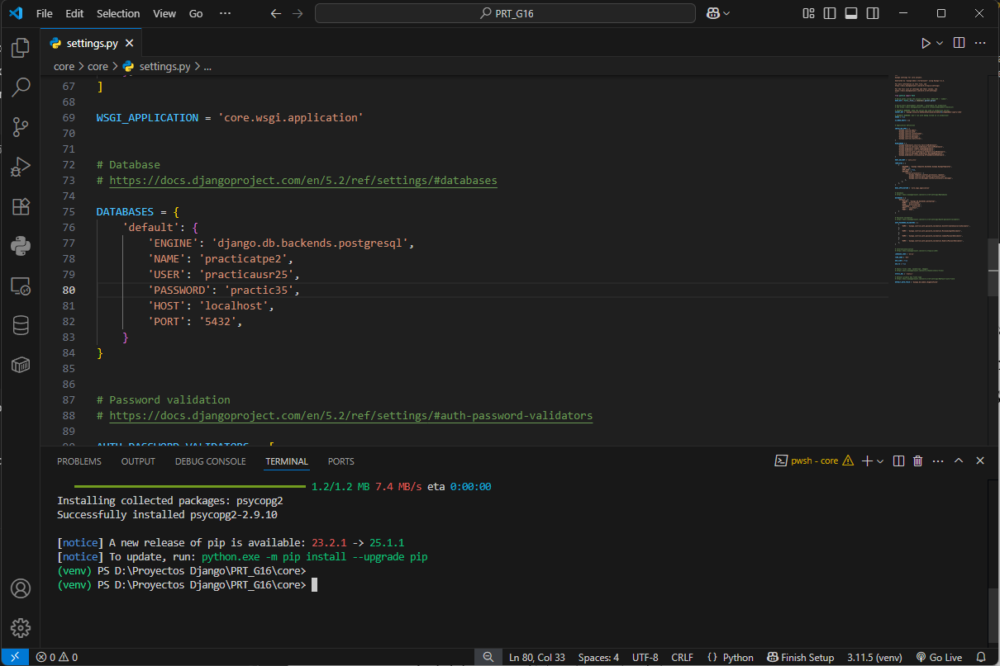 File Edit Selection View Go ··· PRT_G16
settings.py
core > core > settings.py > ...
67 ]
68
69 WSGI_APPLICATION = 'core.wsgi.application'
70
71
72 # Database
73 # https://docs.djangoproject.com/en/5.2/ref/settings/#databases
74
75 DATABASES = {
76 'default': {
77 'ENGINE': 'django.db.backends.postgresql',
78 'NAME': 'practicatpe2',
79 'USER': 'practicausr25',
80 'PASSWORD': 'practic35',
81 'HOST': 'localhost',
82 'PORT': '5432',
83 }
84 }
85
86
87 # Password validation
88 # https://docs.djangoproject.com/en/5.2/ref/settings/#auth-password-validators
89
90 AUTH_PASSWORD_VALIDATORS = [
PROBLEMS OUTPUT DEBUG CONSOLE TERMINAL PORTS pwsh - core
1.2/1.2 MB 7.4 MB/s eta 0:00:00
Installing collected packages: psycopg2
Successfully installed psycopg2-2.9.10
[notice] A new release of pip is available: 23.2.1 -> 25.1.1
[notice] To update, run: python.exe -m pip install --upgrade pip
(venv) PS D:\Proyectos Django\PRT_G16\core>
(venv) PS D:\Proyectos Django\PRT_G16\core>
0 0 Ln 80, Col 33 Spaces: 4 UTF-8 CRLF {} Python Finish Setup 3.11.5 (venv) Go Live